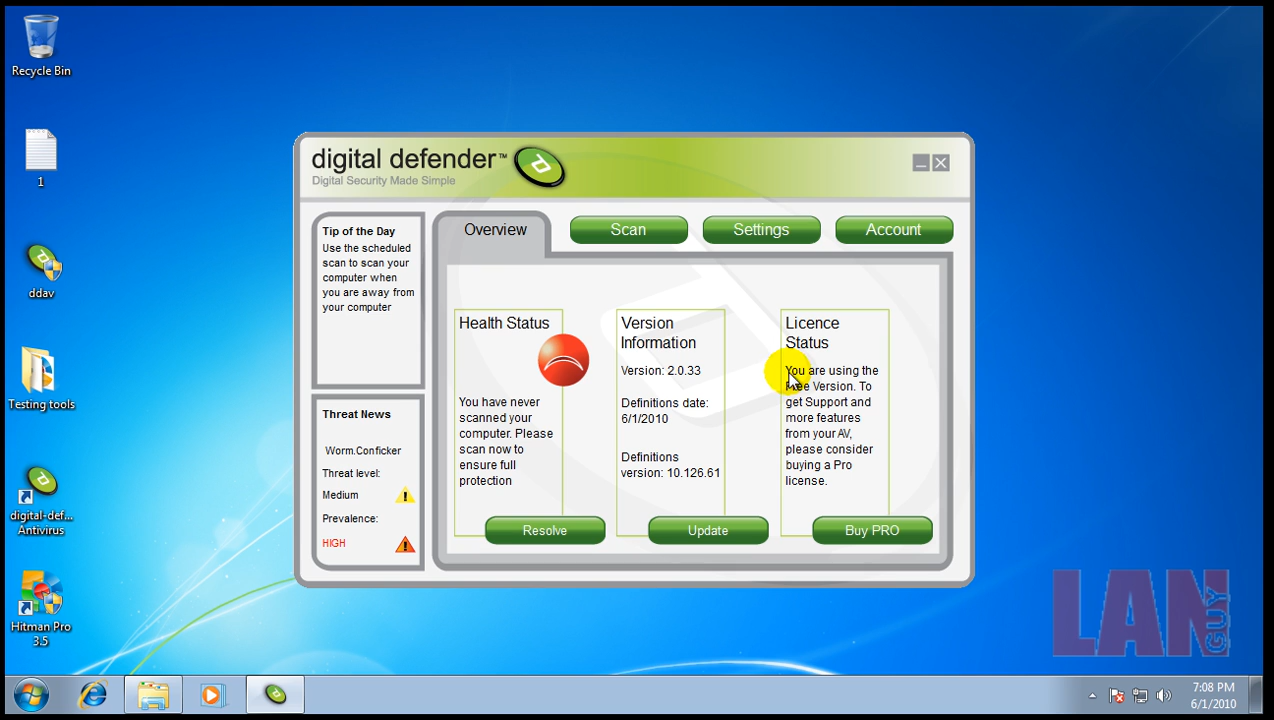 Recycle Bin
1
ddav
Testing tools
digital-def...
Antivirus
Hitman Pro
3.5
digital defender™
Digital Security Made Simple
Tip of the Day
Use the scheduled
scan to scan your
computer when
you are away from
your computer
Threat News
Worm.Conficker
Threat level:
Medium
Prevalence:
HIGH
Overview
Scan
Settings
Account
Health Status
You have never
scanned your
computer. Please
scan now to
ensure full
protection
Resolve
Version
Information
Version: 2.0.33
Definitions date:
6/1/2010
Definitions
version: 10.126.61
Update
Licence
Status
You are using the
Free Version. To
get Support and
more features
from your AV,
please consider
buying a Pro
license.
Buy PRO
LAN
GUY
7:08 PM
6/1/2010